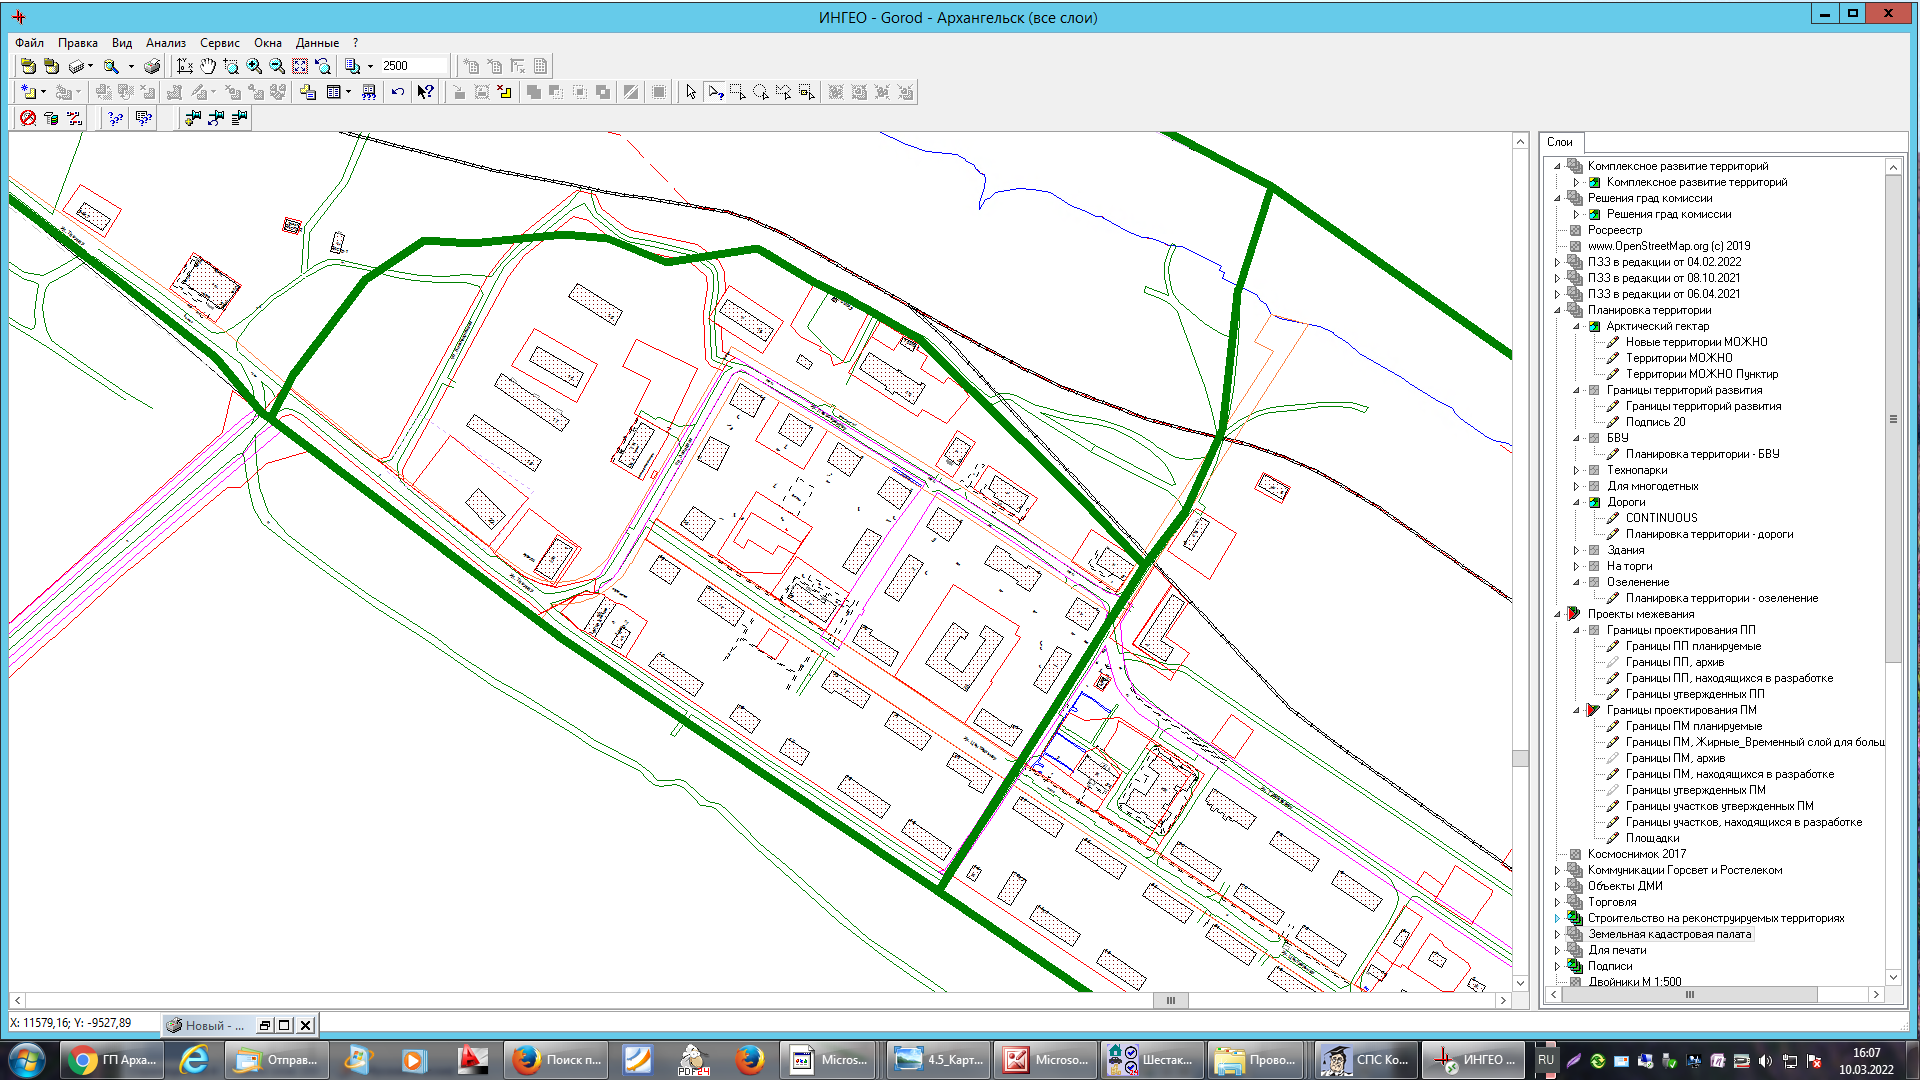 ИНГЕО - Gorod - Архангельск (все слои)
Файл Правка Вид Анализ Сервис Окна Данные ?
2500
Слои
Комплексное развитие территорий
Комплексное развитие территорий
Решения град комиссии
Решения град комиссии
Росреестр
www.OpenStreetMap.org (c) 2019
ПЗЗ в редакции от 04.02.2022
ПЗЗ в редакции от 08.10.2021
ПЗЗ в редакции от 06.04.2021
Планировка территории
Арктический гектар
Новые территории МОЖНО
Территории МОЖНО
Территории МОЖНО Пунктир
Границы территорий развития
Границы территорий развития
Подпись 20
БВУ
Планировка территории - БВУ
Технопарки
Для многодетных
Дороги
CONTINUOUS
Планировка территории - дороги
Здания
На торги
Озеленение
Планировка территории - озеленение
Проекты межевания
Границы проектирования ПП
Границы ПП планируемые
Границы ПП, архив
Границы ПП, находящихся в разработке
Границы утвержденных ПП
Границы проектирования ПМ
Границы ПМ планируемые
Границы ПМ, Жирные_Временный слой для больш
Границы ПМ, архив
Границы ПМ, находящихся в разработке
Границы утвержденных ПМ
Границы участков утвержденных ПМ
Границы участков, находящихся в разработке
Площадки
Космоснимок 2017
Коммуникации Горсвет и Ростелеком
Объекты ДМИ
Торговля
Строительство на реконструируемых территориях
Земельная кадастровая палата
Для печати
Подписи
Двойники М 1:500
X: 11579,16; Y: -9527,89
Новый - ...
ГП Арха...
Отправ...
Поиск п...
PDF24
Micros...
4.5_Карт...
Microso...
Шестак...
Прово...
СПС Ко...
ИНГЕО ...
RU
16:07
10.03.2022